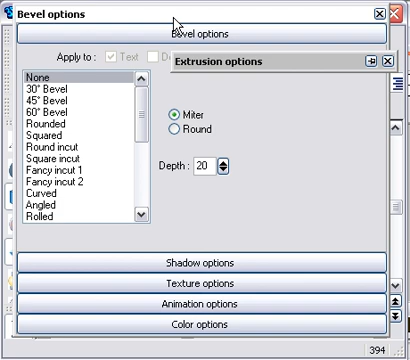 Bevel options
Bevel options
Apply to : Text
Extrusion options
None
30° Bevel
45° Bevel
60° Bevel
Rounded
Squared
Round incut
Square incut
Fancy incut 1
Fancy incut 2
Curved
Angled
Rolled
Miter
Round
Depth : 20
Shadow options
Texture options
Animation options
Color options
394